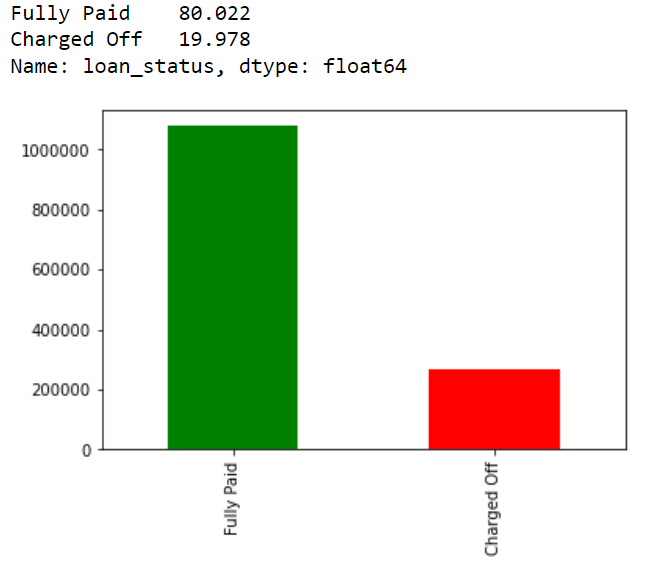 Fully Paid    80.022
Charged Off   19.978
Name: loan_status, dtype: float64
1000000
800000
600000
400000
200000
0
Fully Paid
Charged Off